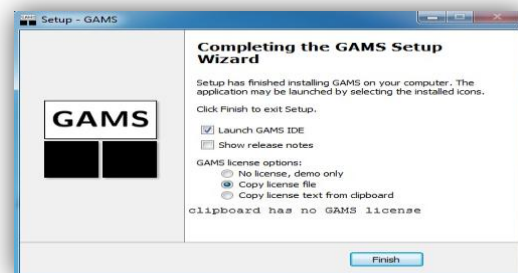 Setup - GAMS
Completing the GAMS Setup
Wizard
Setup has finished installing GAMS on your computer. The
application may be launched by selecting the installed icons.
Click Finish to exit Setup.
GAMS
Launch GAMS IDE
Show release notes
GAMS license options:
No license, demo only
Copy license file
Copy license text from clipboard
clipboard has no GAMS license
Finish